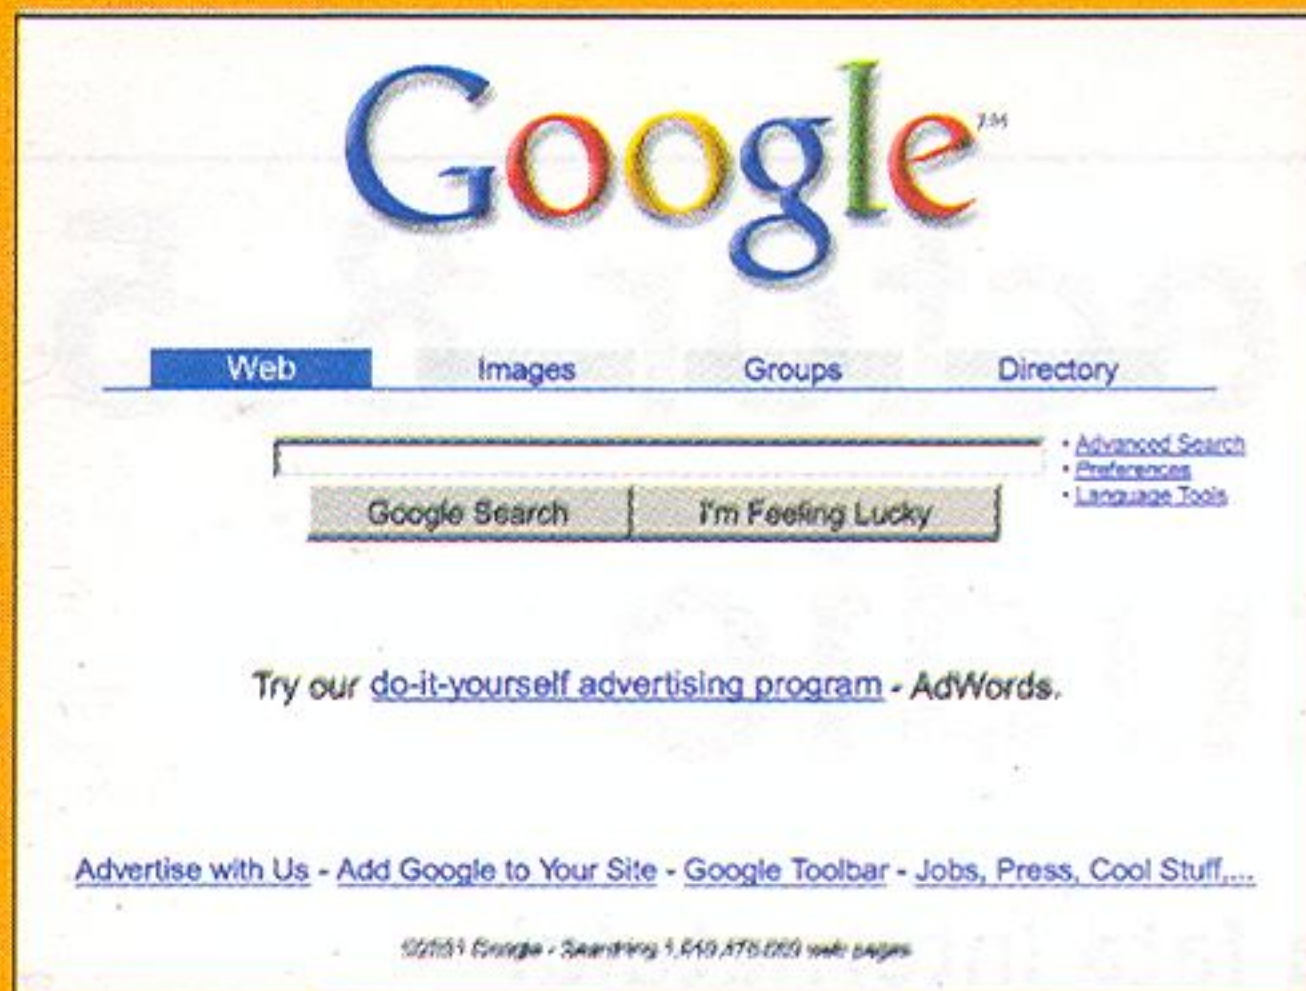 Google™
Web Images Groups Directory
• Advanced Search
• Preferences
• Language Tools
Google Search I'm Feeling Lucky
Try our do-it-yourself advertising program - AdWords.
Advertise with Us - Add Google to Your Site - Google Toolbar - Jobs, Press, Cool Stuff,...
©2001 Google - Searching web pages